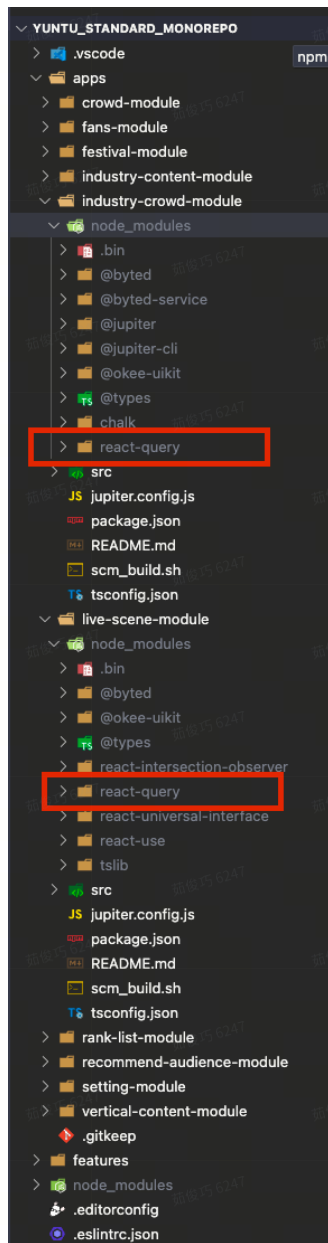 YUNTU_STANDARD_MONOREPO
.vscode
npm
apps
crowd-module
fans-module
festival-module
industry-content-module
industry-crowd-module
node_modules
.bin
@byted
@byted-service
@jupiter
@jupiter-cli
@okee-uikit
@types
chalk
react-query
src
JS jupiter.config.js
package.json
README.md
scm_build.sh
tsconfig.json
live-scene-module
node_modules
.bin
@byted
@okee-uikit
@types
react-intersection-observer
react-query
react-universal-interface
react-use
tslib
src
JS jupiter.config.js
package.json
README.md
scm_build.sh
tsconfig.json
rank-list-module
recommend-audience-module
setting-module
vertical-content-module
.gitkeep
features
node_modules
.editorconfig
.eslintrc.json